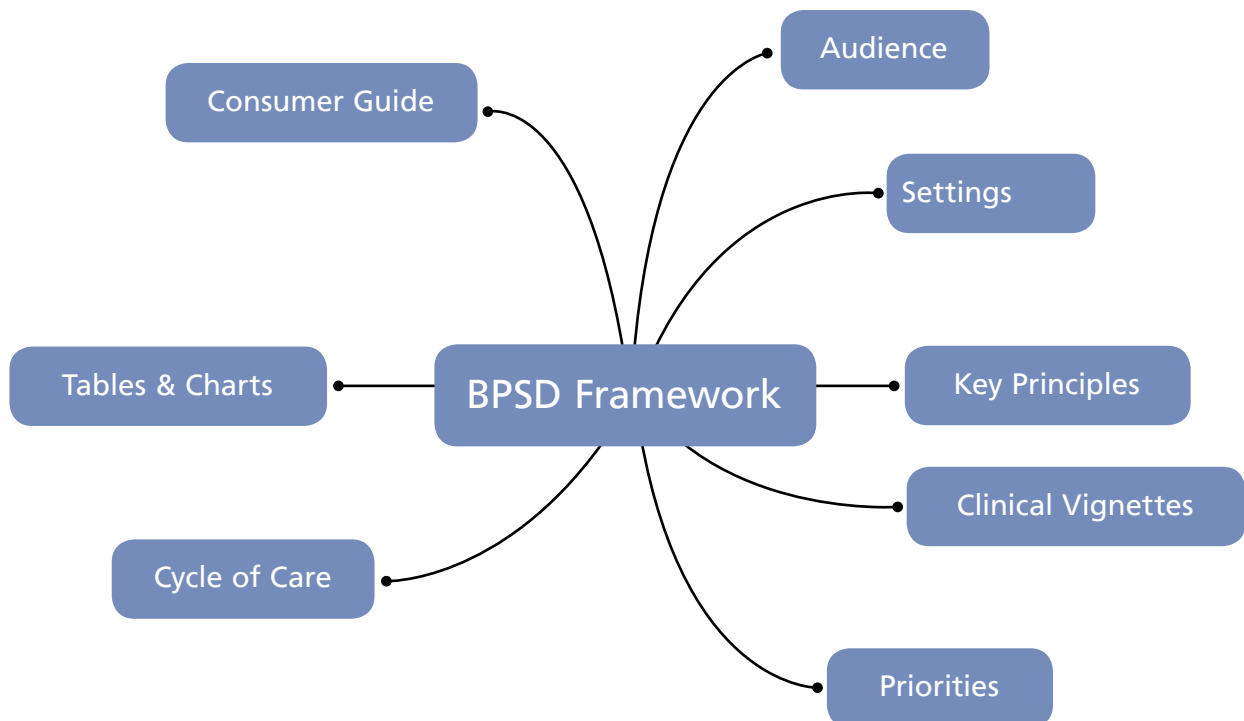 Audience
Consumer Guide
Settings
Tables & Charts
BPSD Framework
Key Principles
Clinical Vignettes
Cycle of Care
Priorities